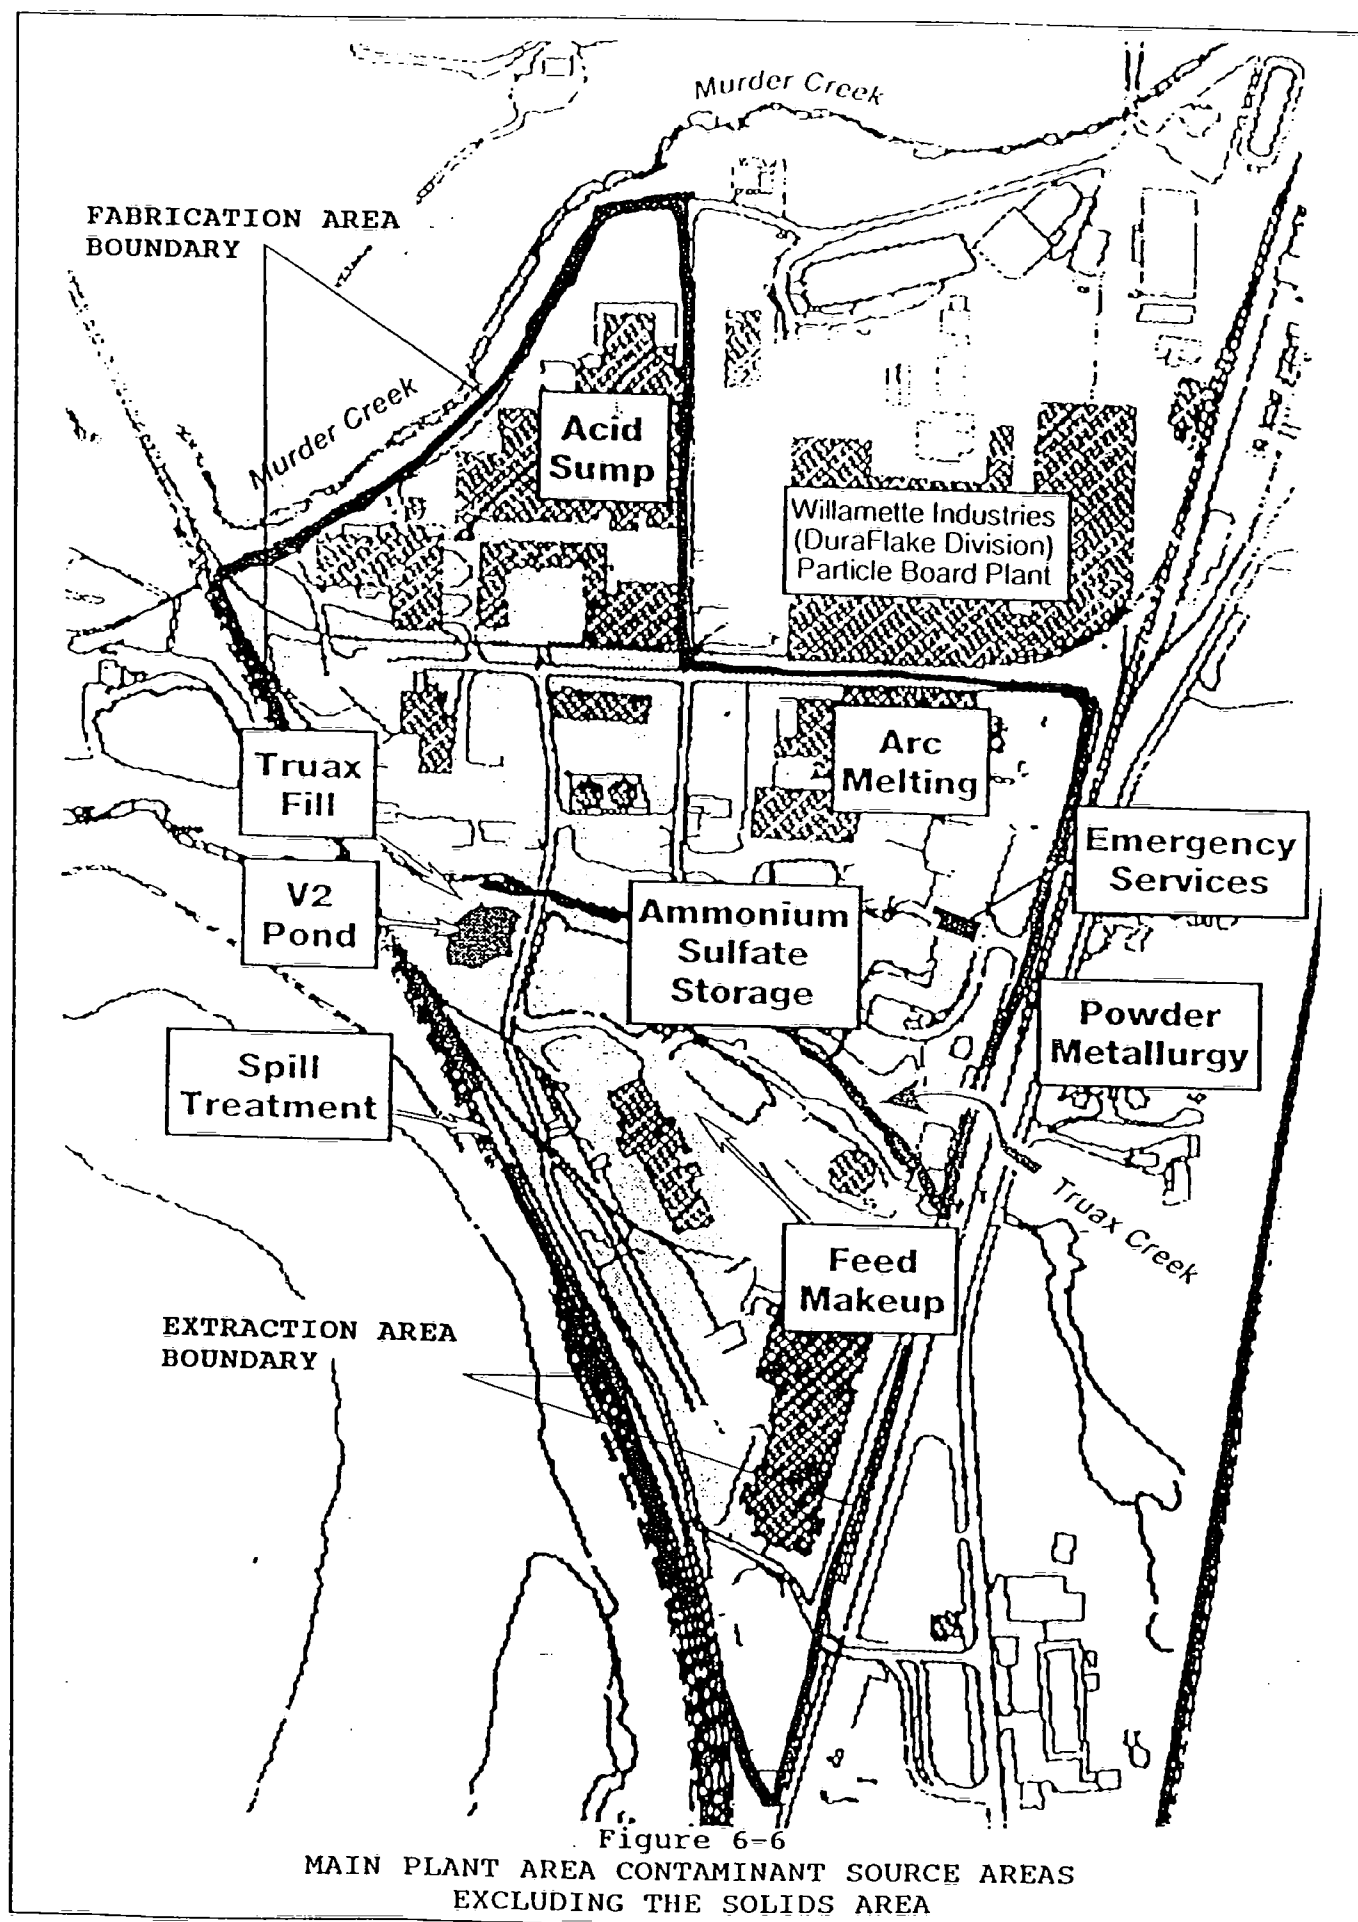 Murder Creek
FABRICATION AREA
BOUNDARY
Murder Creek
Acid
Sump
Willamette Industries
(DuraFlake Division)
Particle Board Plant
Truax
Fill
Arc
Melting
Emergency
Services
V2
Pond
Ammonium
Sulfate
Storage
Powder
Metallurgy
Spill
Treatment
Truax Creek
Feed
Makeup
EXTRACTION AREA
BOUNDARY
Figure 6-6
MAIN PLANT AREA CONTAMINANT SOURCE AREAS
EXCLUDING THE SOLIDS AREA